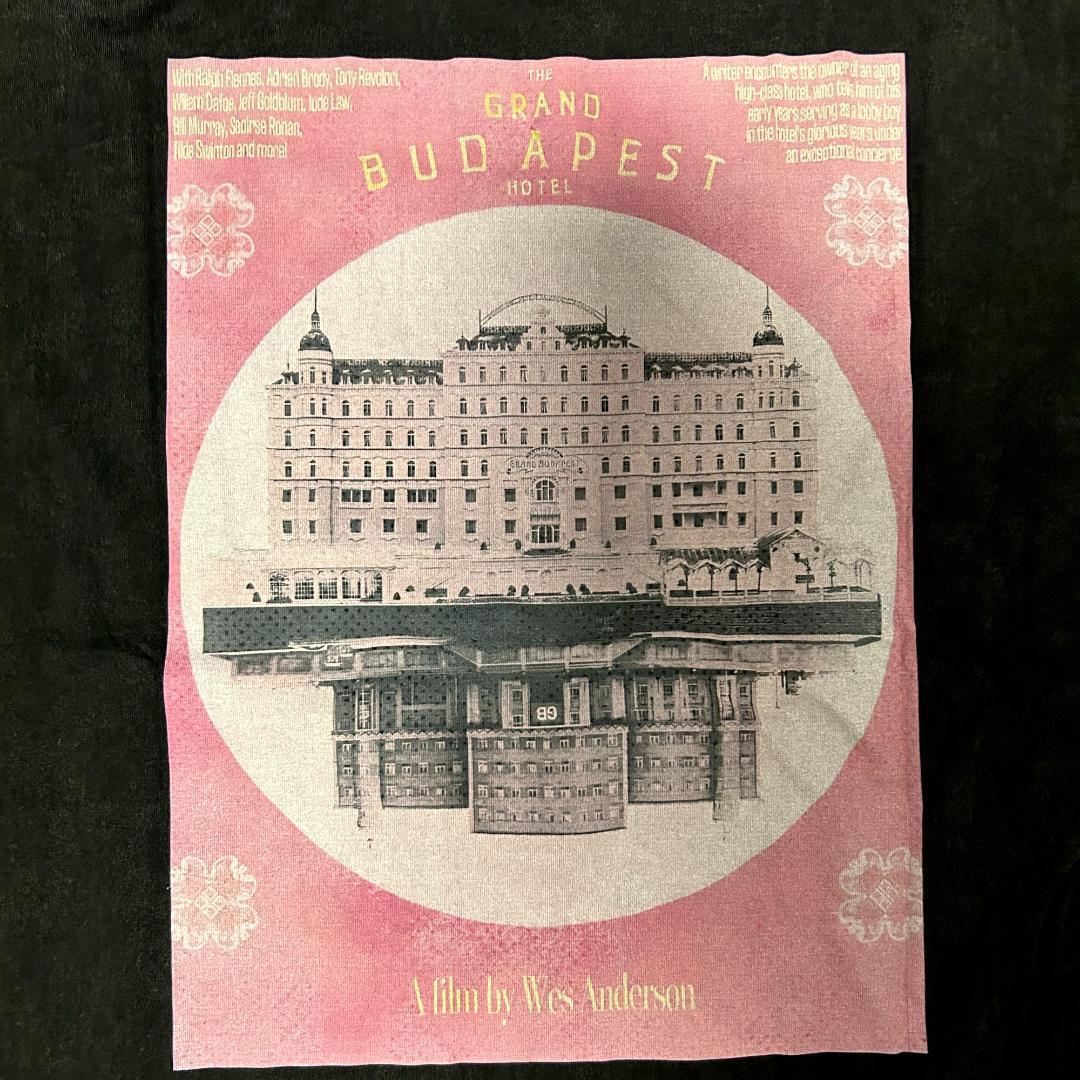 With Ralph Fiennes, Adrien Brody, Tony Revolori,
Willem Dafoe, Jeff Goldblum, Jude Law,
Bill Murray, Saoirse Ronan,
Tilda Swinton and more!
THE
GRAND
BUDAPEST
HOTEL
A writer encounters the owner of an aging
high-class hotel, who tells him of his
early years serving as a lobby boy
in the hotel's glorious years under
an exceptional concierge.
GRAND BUDAPEST
GB
A film by Wes Anderson